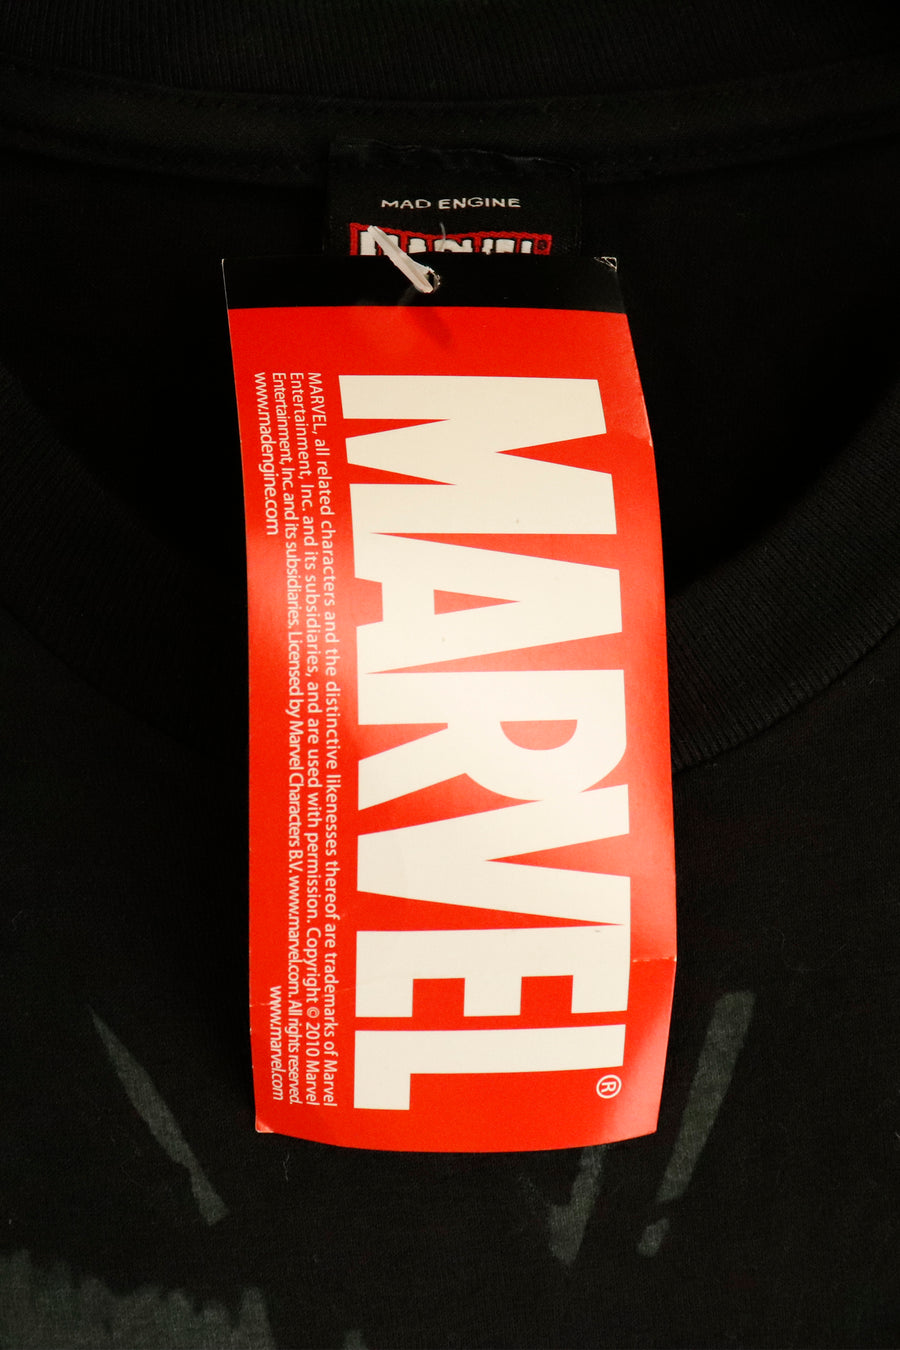 MAD ENGINE
MARVEL
MARVEL®
MARVEL, all related characters and the distinctive likenesses thereof are trademarks of Marvel
Entertainment, Inc. and its subsidiaries, and are used with permission. Copyright © 2010 Marvel
Entertainment, Inc. and its subsidiaries. Licensed by Marvel Characters B.V. www.marvel.com. All rights reserved.
www.madengine.com www.marvel.com